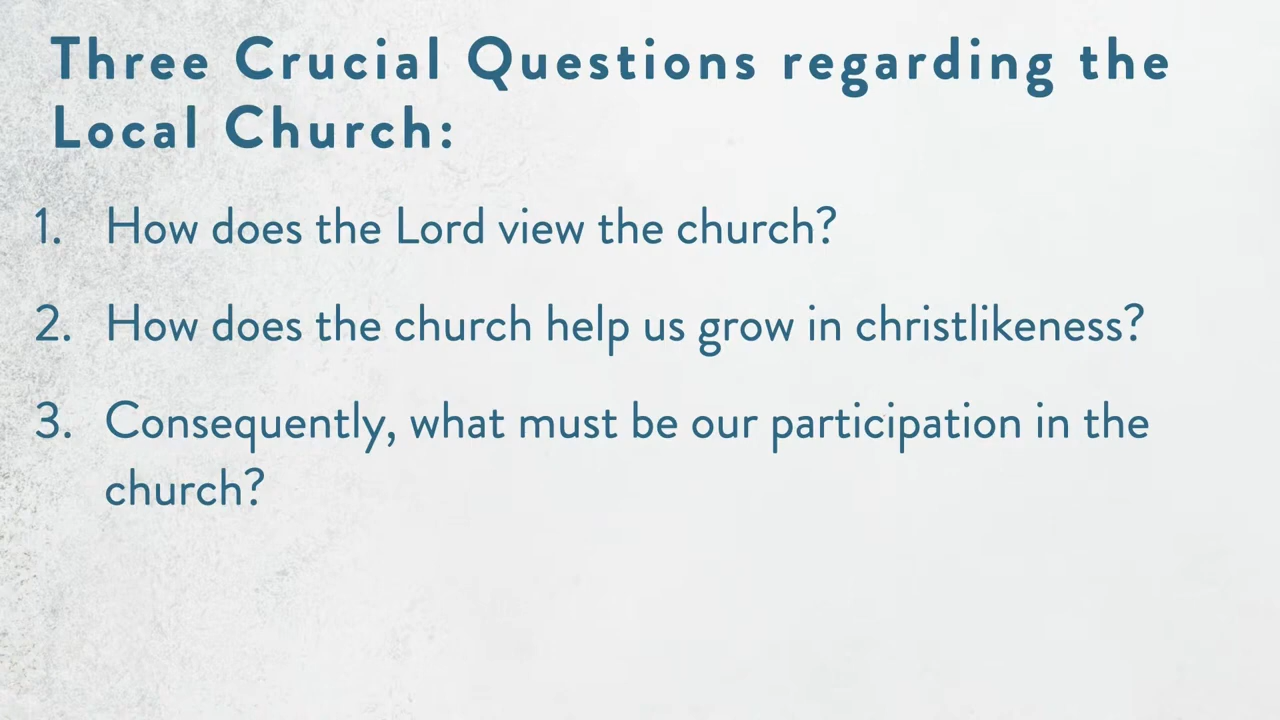 Three Crucial Questions regarding the
Local Church:
1. How does the Lord view the church?
2. How does the church help us grow in christlikeness?
3. Consequently, what must be our participation in the
church?